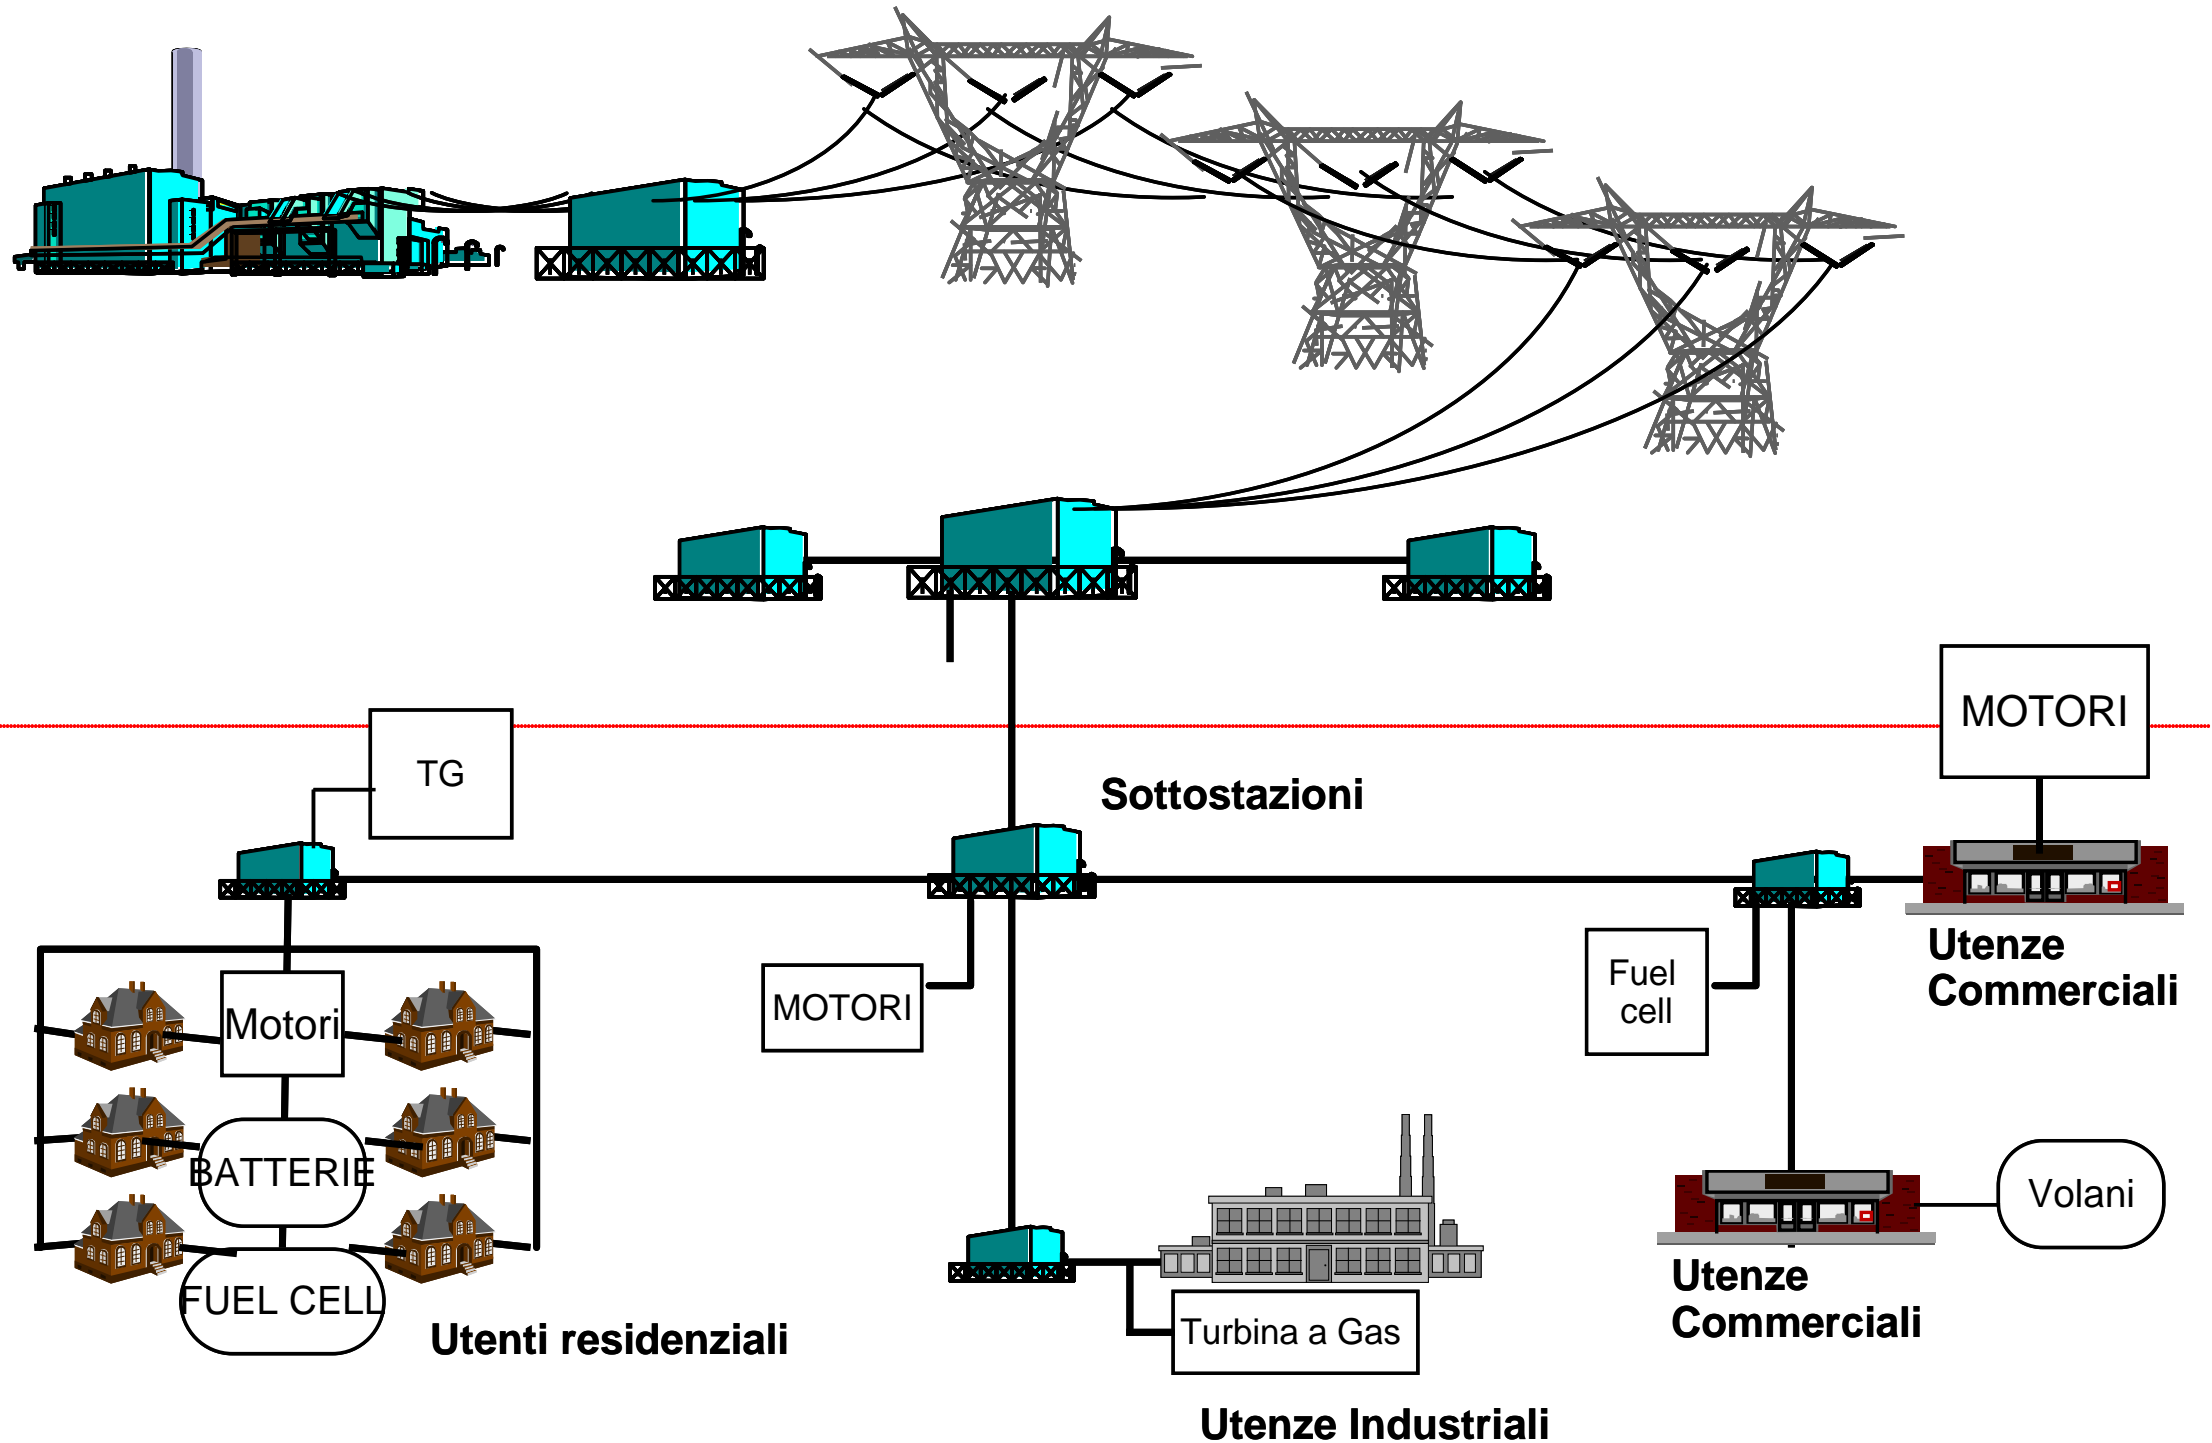 MOTORI
TG
Sottostazioni
Utenze
Commerciali
Fuel
cell
MOTORI
Motori
BATTERIE
Volani
FUEL CELL
Utenti residenziali
Turbina a Gas
Utenze
Commerciali
Utenze Industriali